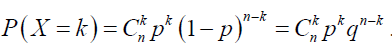 P(X = k) = C_n^k p^k (1 − p)^{n−k} = C_n^k p^k q^{n−k}.